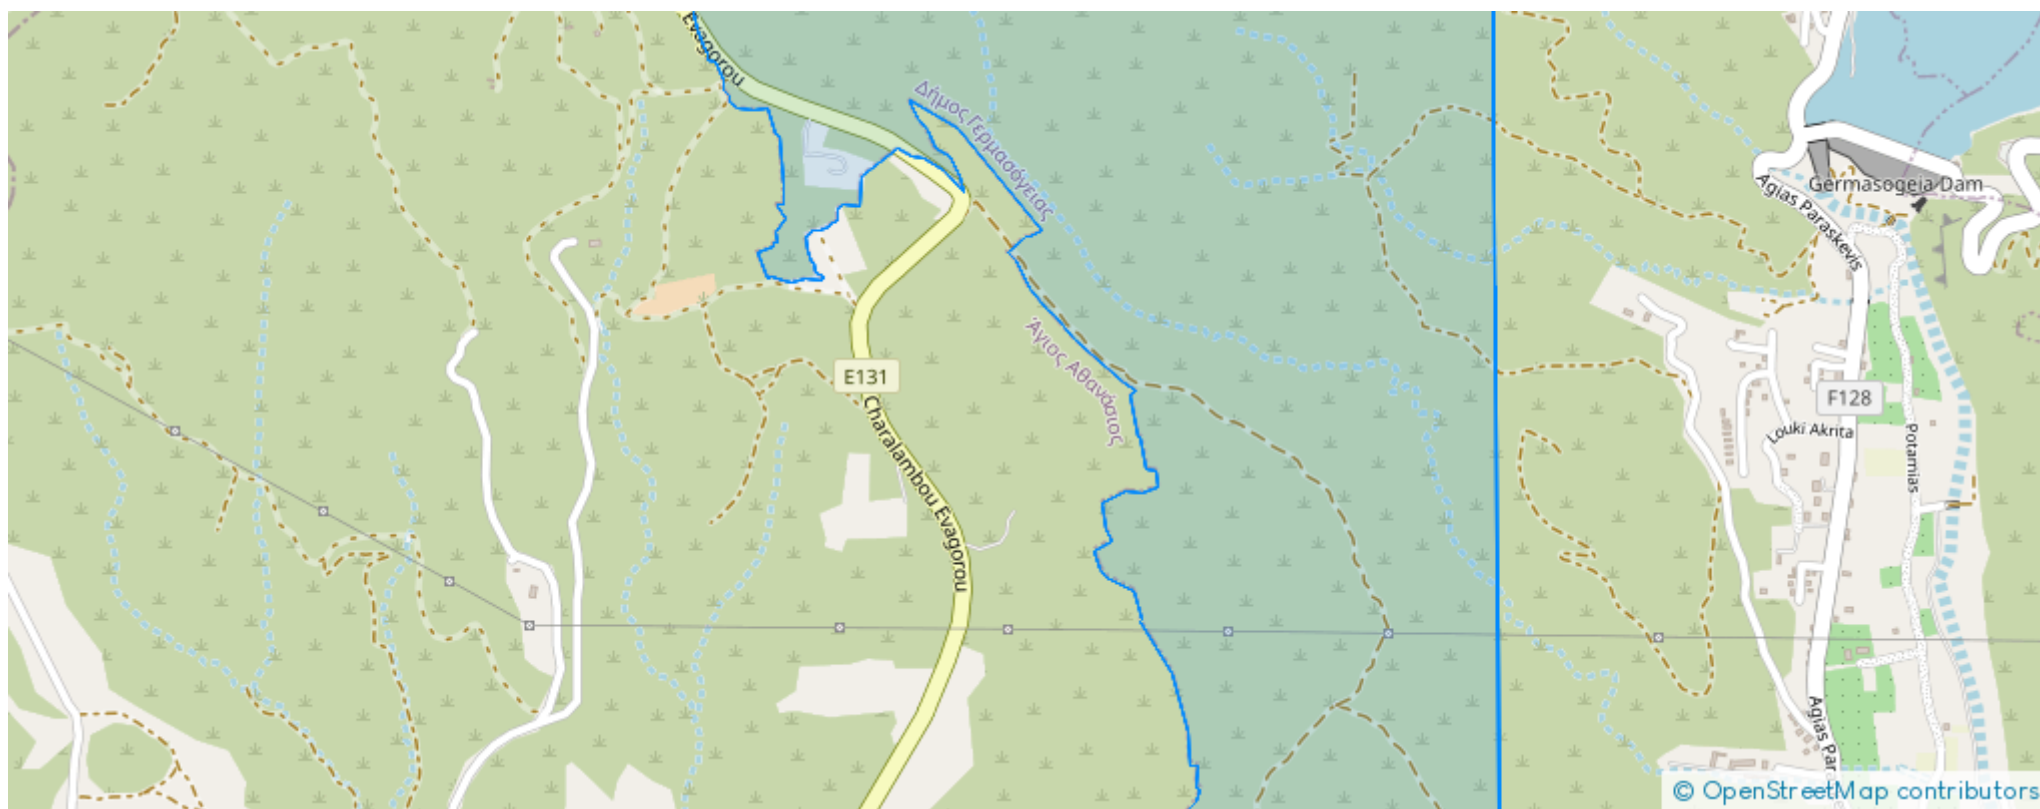 Evagorou
Δήμος Γερμασόγειας
Germasogeia Dam
Agias Paraskevis
Άγιος Αθανάσιος
E131
Charalambou Evagorou
F128
Louki Akrita
Potamias
Agias Para
© OpenStreetMap contributors